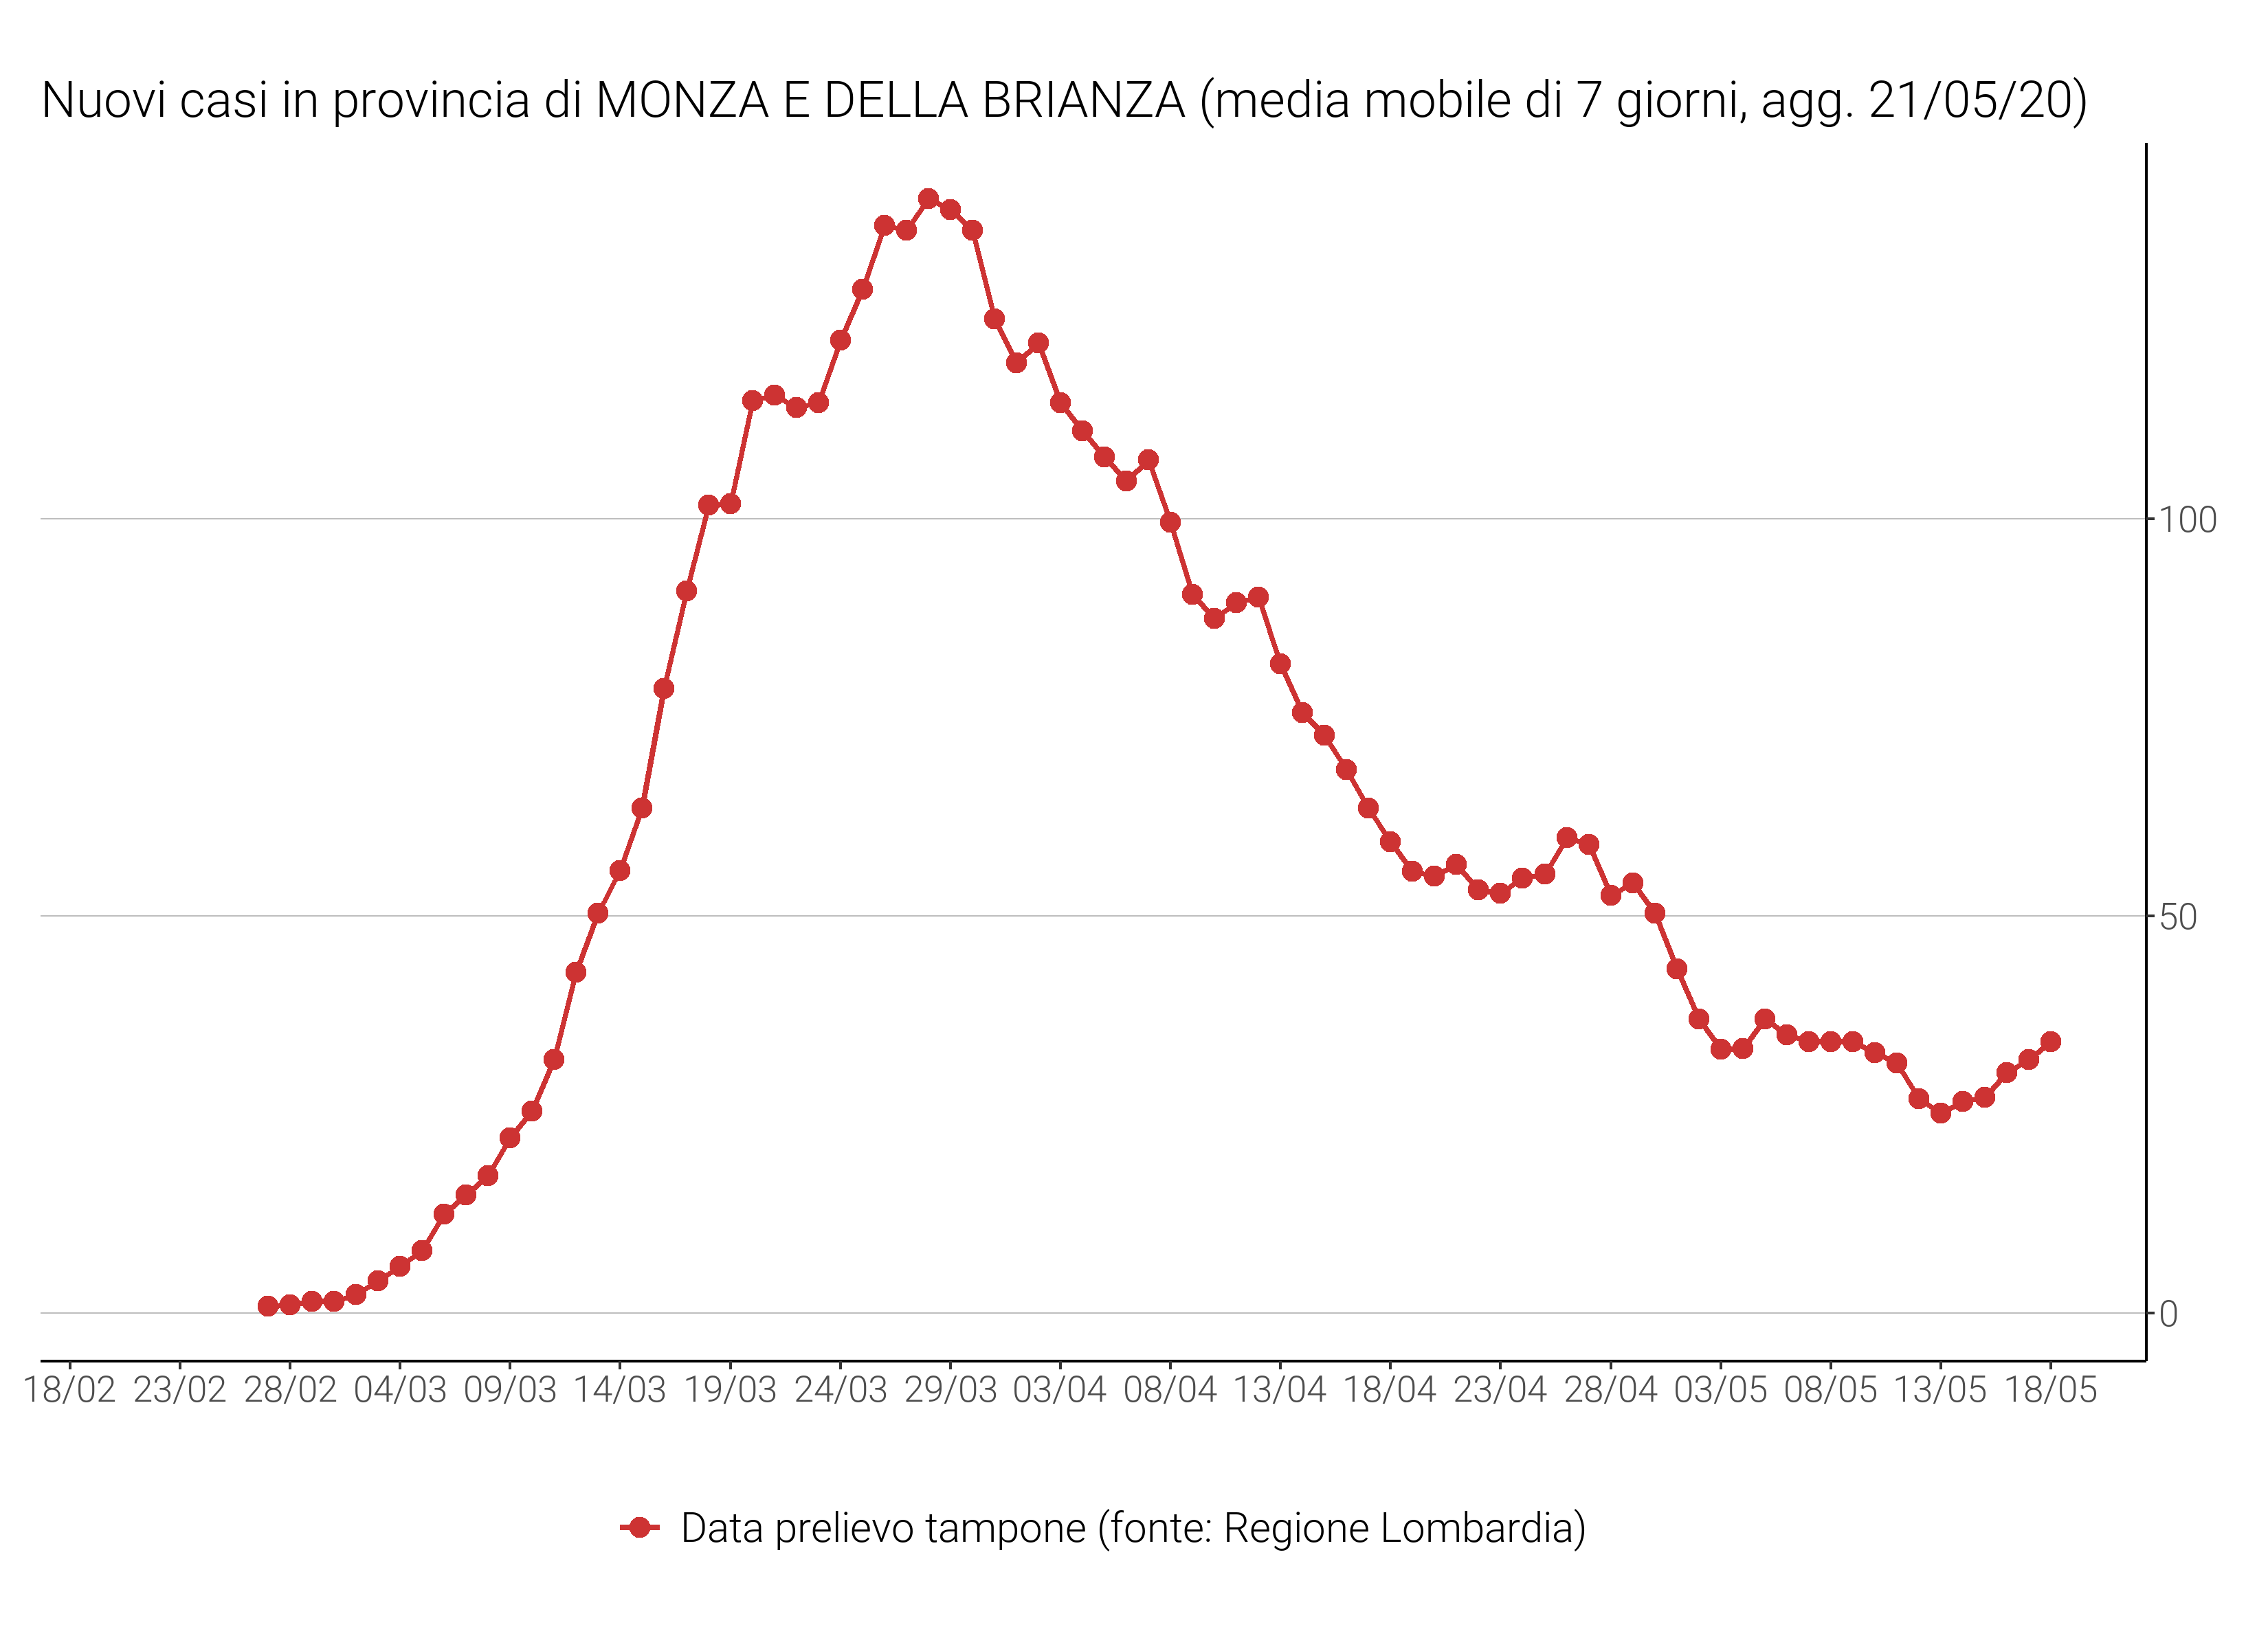 Nuovi casi in provincia di MONZA E DELLA BRIANZA (media mobile di 7 giorni, agg. 21/05/20)
100
50
0
18/02 23/02 28/02 04/03 09/03 14/03 19/03 24/03 29/03 03/04 08/04 13/04 18/04 23/04 28/04 03/05 08/05 13/05 18/05
Data prelievo tampone (fonte: Regione Lombardia)